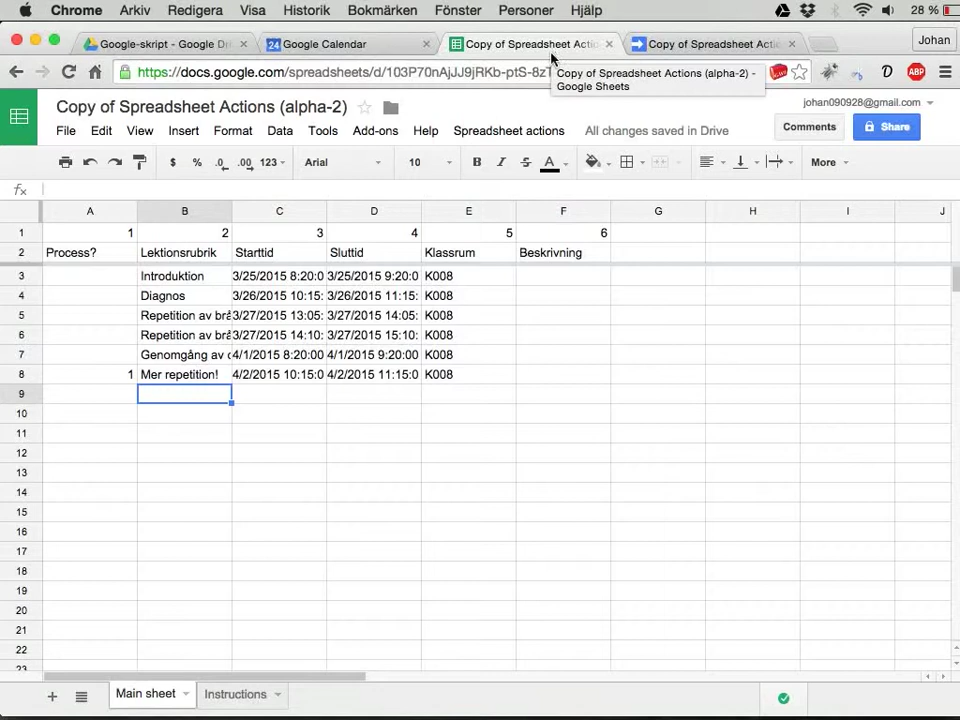 Chrome Arkiv Redigera Visa Historik Bokmärken Fönster Personer Hjälp 28 %
Google-skript - Google Dri Google Calendar Copy of Spreadsheet Actio Copy of Spreadsheet Actio Johan
https://docs.google.com/spreadsheets/d/103P70nAjJJ9jRKb-ptS-8zT ABP
Copy of Spreadsheet Actions (alpha-2) -
Google Sheets
Copy of Spreadsheet Actions (alpha-2) johan090928@gmail.com
File Edit View Insert Format Data Tools Add-ons Help Spreadsheet actions All changes saved in Drive Comments Share
$ % .0 .00 123 Arial 10 B I S A More
fx
A B C D E F G H I J
1 1 2 3 4 5 6
2 Process? Lektionsrubrik Starttid Sluttid Klassrum Beskrivning
3 Introduktion 3/25/2015 8:20:0 3/25/2015 9:20:0 K008
4 Diagnos 3/26/2015 10:15: 3/26/2015 11:15: K008
5 Repetition av brå 3/27/2015 13:05: 3/27/2015 14:05: K008
6 Repetition av brå 3/27/2015 14:10: 3/27/2015 15:10: K008
7 Genomgång av 4/1/2015 8:20:00 4/1/2015 9:20:00 K008
8 1 Mer repetition! 4/2/2015 10:15:0 4/2/2015 11:15:0 K008
9
10
11
12
13
14
15
16
17
18
19
20
21
22
23
Main sheet Instructions